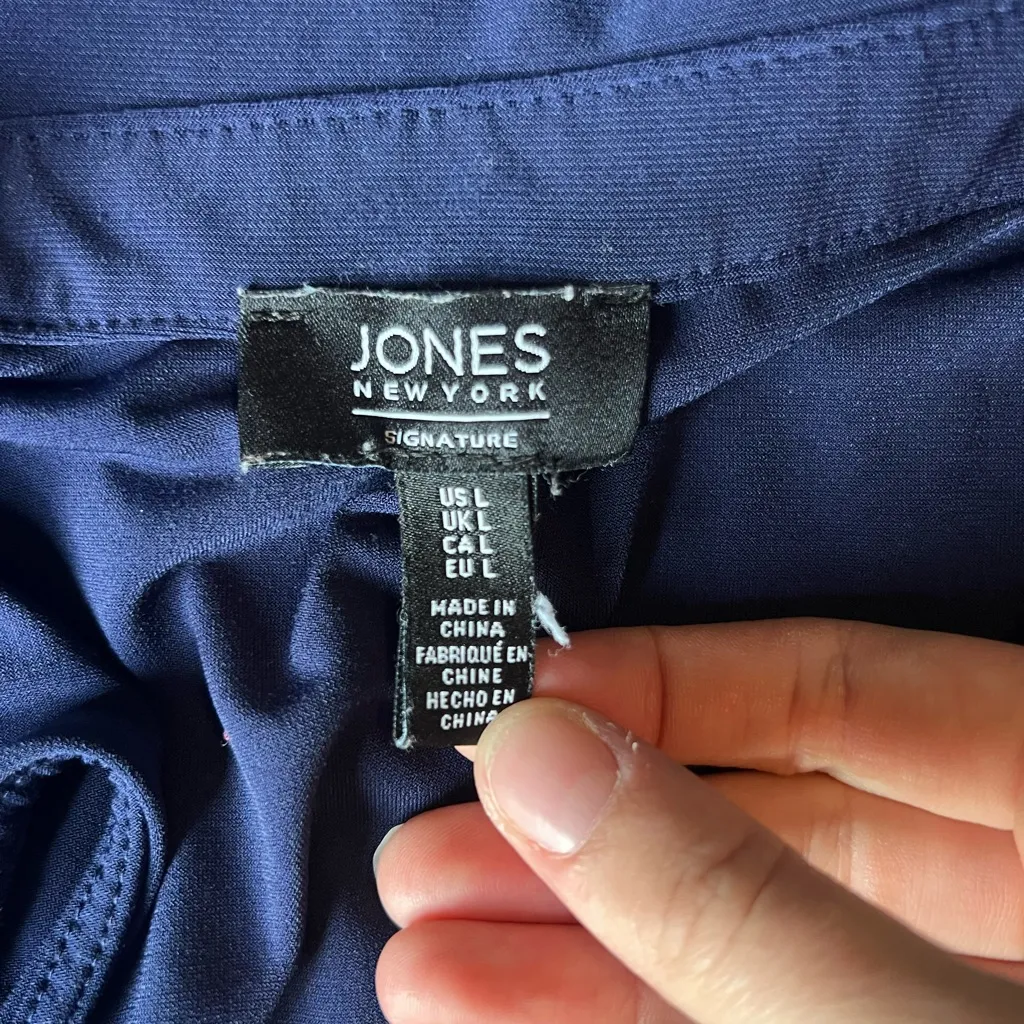 JONES
NEW YORK
SIGNATURE
US L
UK L
CA L
EU L
MADE IN
CHINA
FABRIQUÉ EN
CHINE
HECHO EN
CHINA